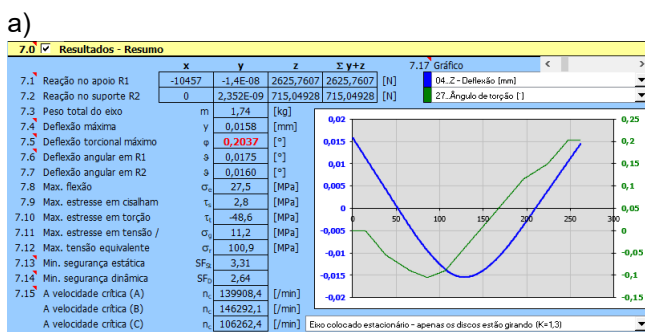 a)
7.0 Resultados - Resumo
x y z Σ y+z 7.17 Gráfico
7.1 Reação no apoio R1 -10457 -1,4E-08 2625,7607 2625,7607 [N] 04..Z - Deflexão [mm]
7.2 Reação no suporte R2 0 2,352E-09 715,04928 715,04928 [N] 27..Ângulo de torção [']
7.3 Peso total do eixo m 1,74 [kg]
7.4 Deflexão máxima y 0,0158 [mm]
7.5 Deflexão torcional máximo φ 0,2037 [°]
7.6 Deflexão angular em R1 ϑ 0,0175 [°]
7.7 Deflexão angular em R2 ϑ 0,0160 [°]
7.8 Max. flexão σo 27,5 [MPa]
7.9 Max. estresse em cisalham τs 2,8 [MPa]
7.10 Max. estresse em torção τt -48,6 [MPa]
7.11 Max. estresse em tensão / σg 11,2 [MPa]
7.12 Max. tensão equivalente σr 100,9 [MPa]
7.13 Min. segurança estática SFSt 3,31
7.14 Min. segurança dinâmica SFD 2,64
7.15 A velocidade crítica (A) nc 139908,4 [/min]
A velocidade crítica (B) nc 146292,1 [/min]
A velocidade crítica (C) nc 106262,4 [/min] Eixo colocado estacionário - apenas os discos estão girando (K=1,3)
0,02 0,25
0,015 0,2
0,01 0,15
0,005 0,1
0 0 50 100 150 200 250 300 0,05
-0,005 0
-0,01 -0,05
-0,015 -0,1
-0,02 -0,15